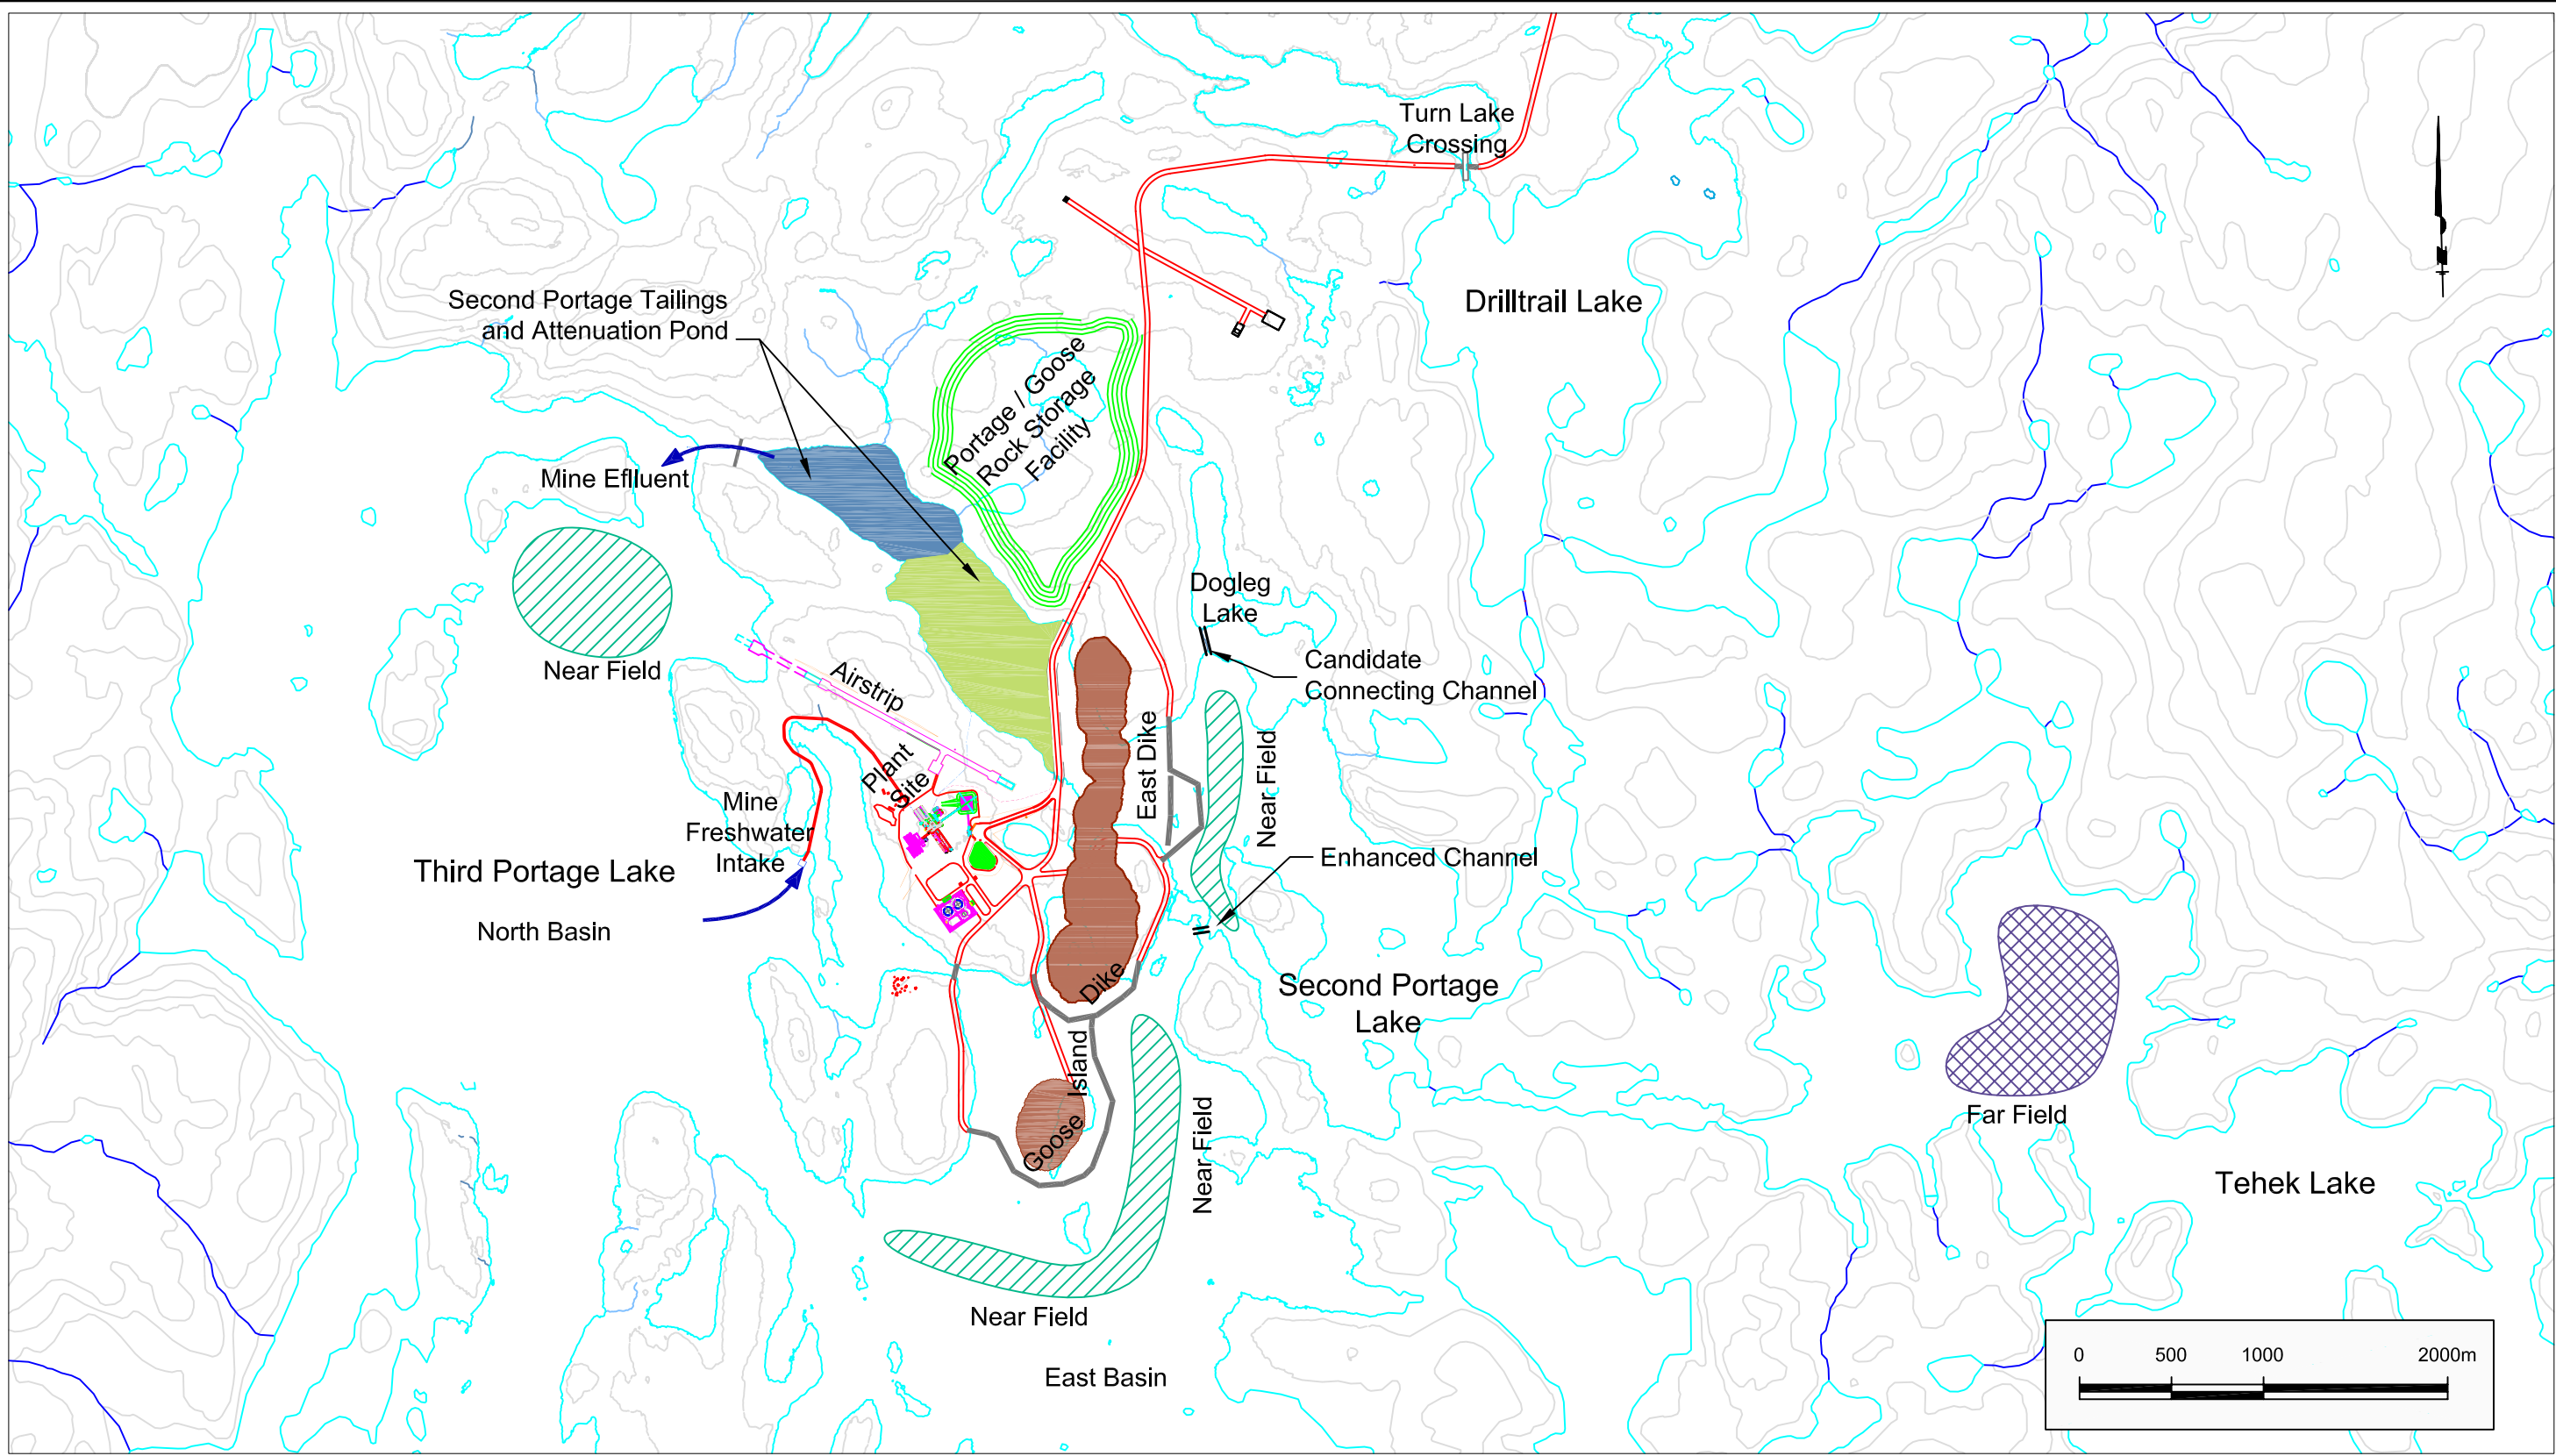 Turn Lake
Crossing
Second Portage Tailings
and Attenuation Pond
Drilltrail Lake
Portage / Goose
Rock Storage
Facility
Mine Eflluent
Near Field
Dogleg
Lake
Candidate
Connecting Channel
Airstrip
Plant
Site
East Dike
Near Field
Mine
Freshwater
Intake
Enhanced Channel
Third Portage Lake
North Basin
Second Portage
Lake
Dike
Island
Goose
Near Field
Far Field
Tehek Lake
Near Field
East Basin
0 500 1000 2000m
N